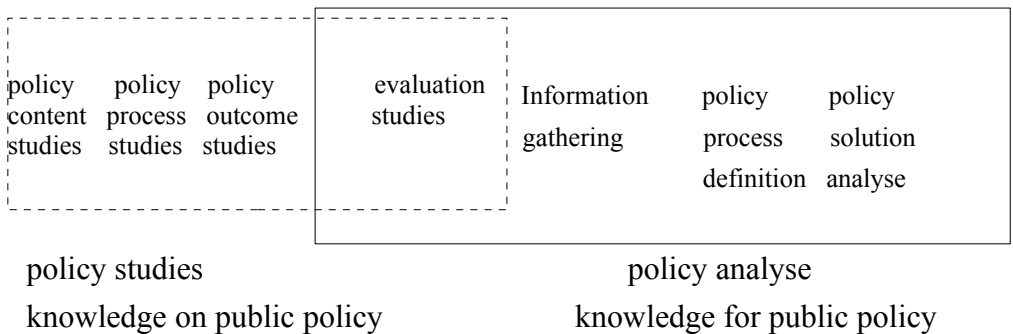 policy policy policy evaluation
content process outcome studies
studies studies studies
Information policy policy
gathering process solution
definition analyse
policy studies policy analyse
knowledge on public policy knowledge for public policy